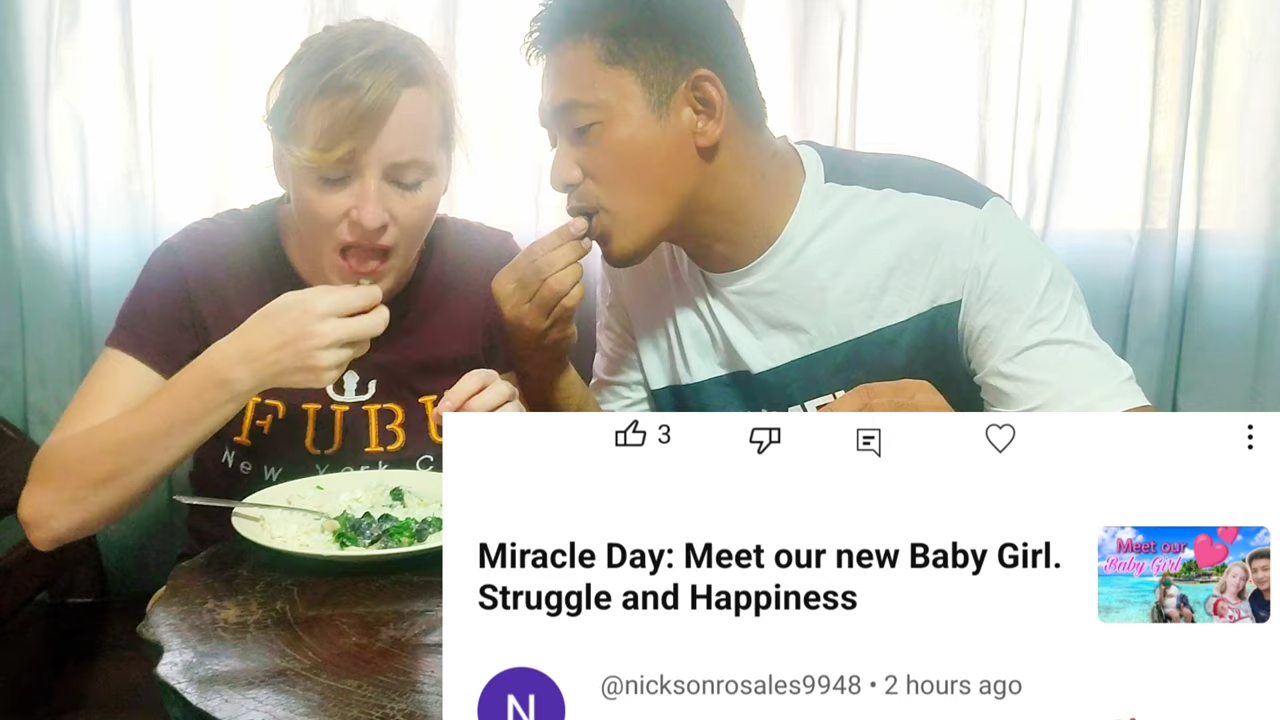 FUBU
New York C
3
Miracle Day: Meet our new Baby Girl.
Struggle and Happiness
Meet our
Baby Girl
N
@nicksonrosales9948 • 2 hours ago